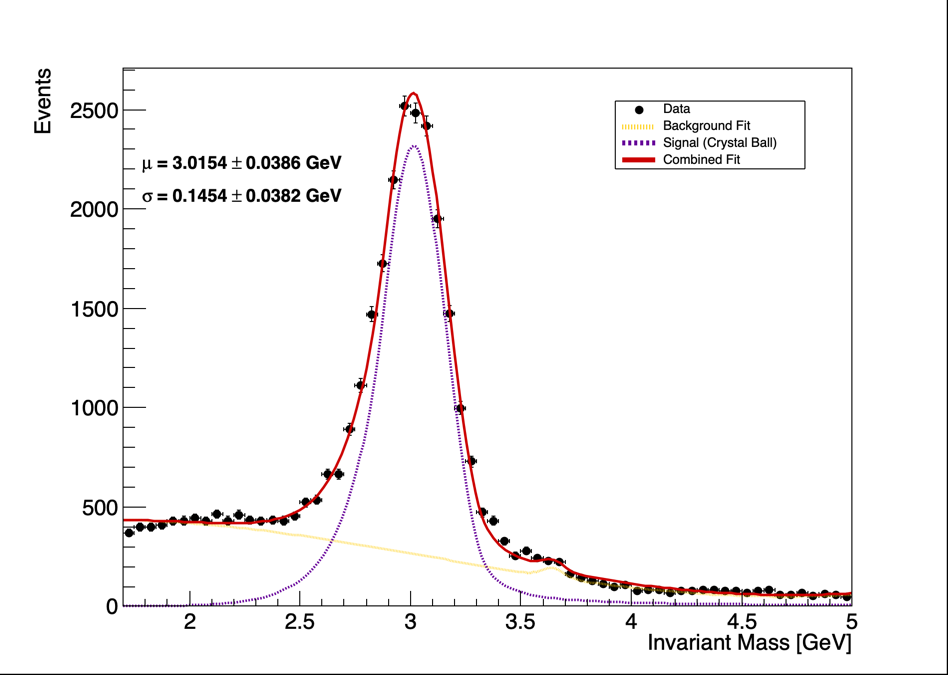 Events
2500
2000
1500
1000
500
0
μ = 3.0154 ± 0.0386 GeV
σ = 0.1454 ± 0.0382 GeV
Data
Background Fit
Signal (Crystal Ball)
Combined Fit
2 2.5 3 3.5 4 4.5 5
Invariant Mass [GeV]